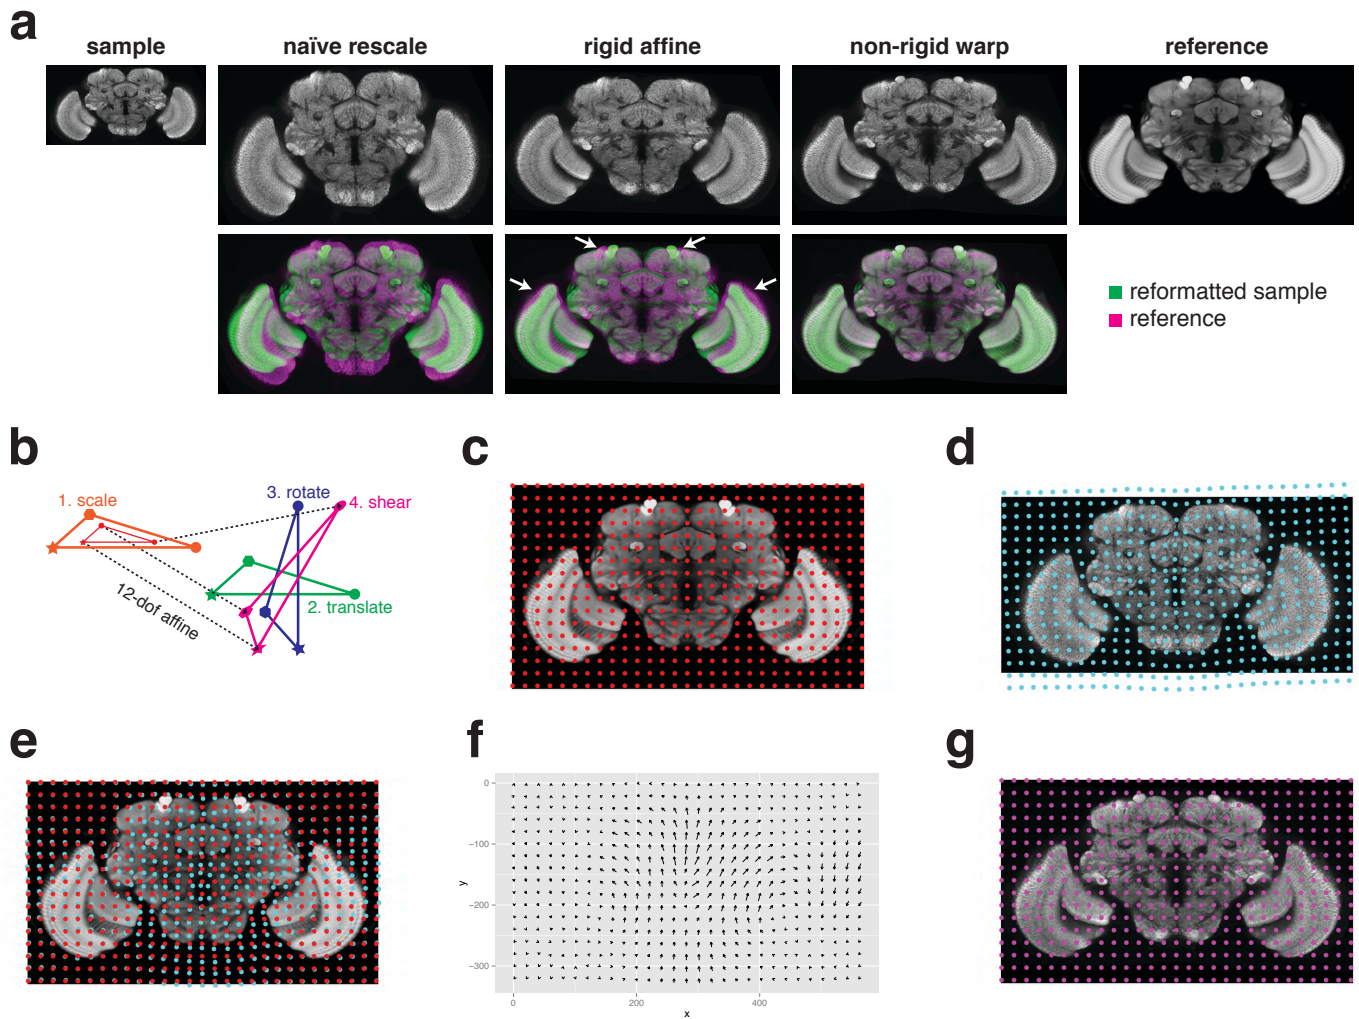 a
sample
naïve rescale
rigid affine
non-rigid warp
reference
reformatted sample
reference
b
c
d
1. scale
3. rotate
4. shear
2. translate
12-dof affine
e
f
g
0
−100
−200
−300
y
0
200
400
x